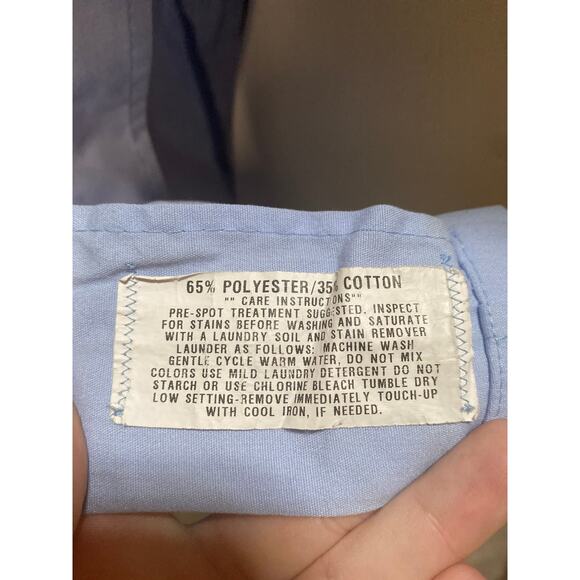 65% POLYESTER/35% COTTON
"" CARE INSTRUCTIONS""
PRE-SPOT TREATMENT SUGGESTED. INSPECT
FOR STAINS BEFORE WASHING AND SATURATE
WITH A LAUNDRY SOIL AND STAIN REMOVER
LAUNDER AS FOLLOWS: MACHINE WASH
GENTLE CYCLE WARM WATER, DO NOT MIX
COLORS USE MILD LAUNDRY DETERGENT DO NOT
STARCH OR USE CHLORINE BLEACH TUMBLE DRY
LOW SETTING-REMOVE IMMEDIATELY TOUCH-UP
WITH COOL IRON, IF NEEDED.